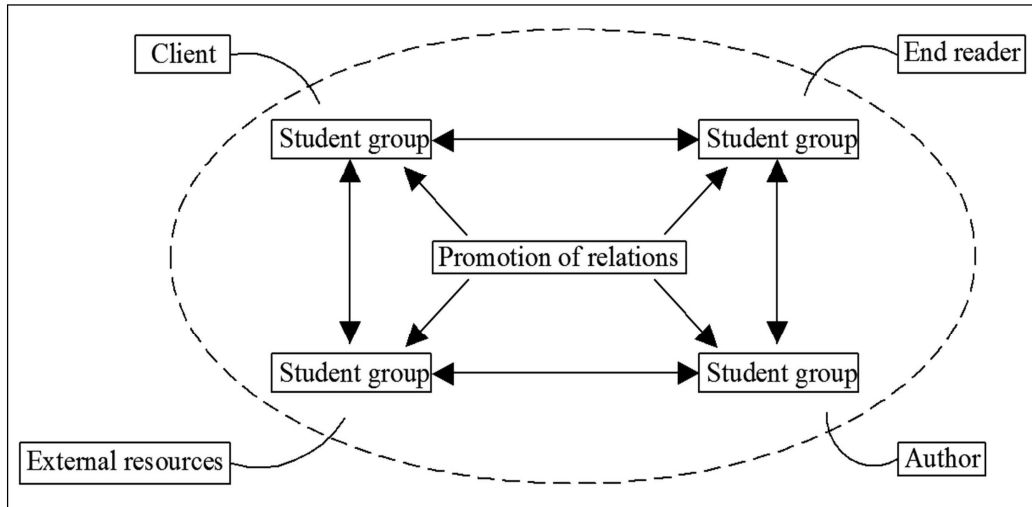 Client
End reader
Student group
Student group
Promotion of relations
Student group
Student group
External resources
Author